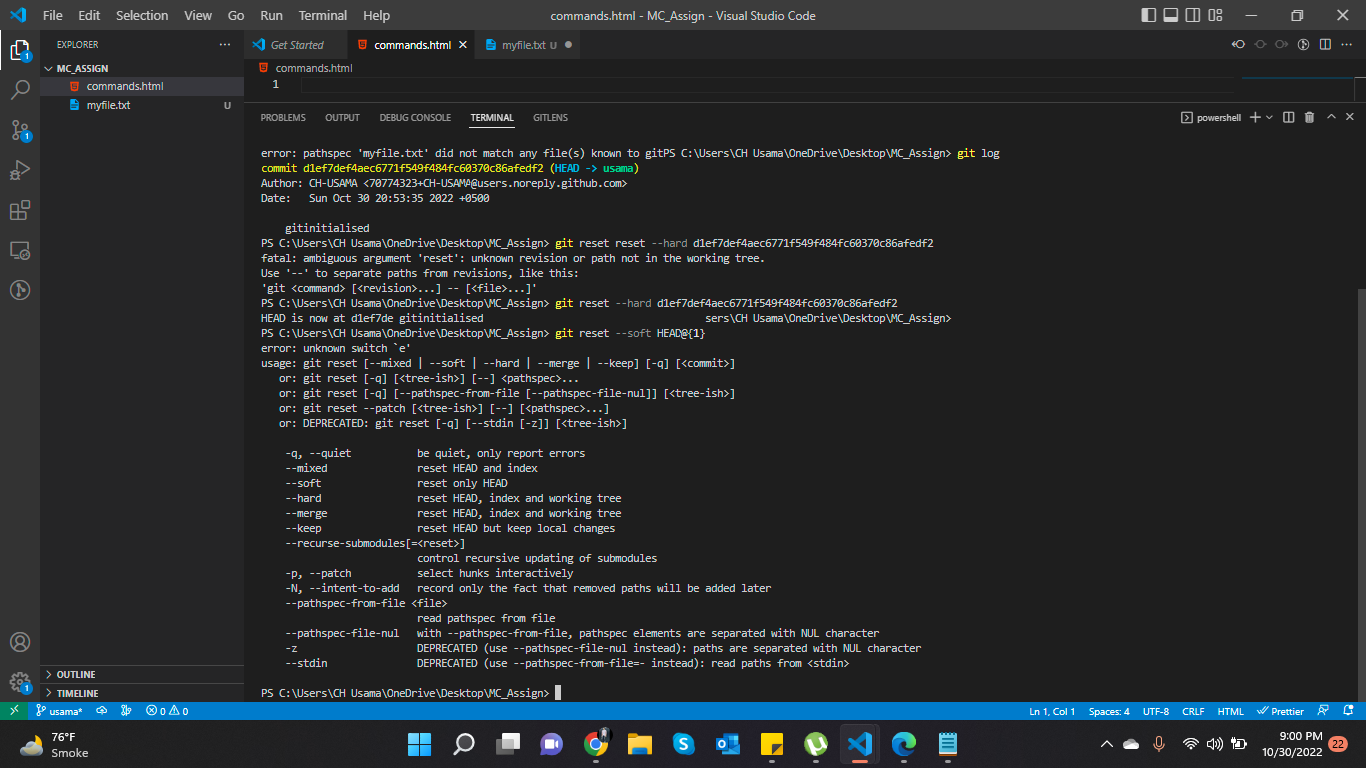 File Edit Selection View Go Run Terminal Help commands.html - MC_Assign - Visual Studio Code
EXPLORER ...
Get Started commands.html myfile.txt U
MC_ASSIGN
commands.html
commands.html
myfile.txt U
1
PROBLEMS OUTPUT DEBUG CONSOLE TERMINAL GITLENS powershell
error: pathspec 'myfile.txt' did not match any file(s) known to gitPS C:\Users\CH Usama\OneDrive\Desktop\MC_Assign> git log
commit d1ef7def4aec6771f549f484fc60370c86afedf2 (HEAD -> usama)
Author: CH-USAMA <70774323+CH-USAMA@users.noreply.github.com>
Date:   Sun Oct 30 20:53:35 2022 +0500
    gitinitialised
PS C:\Users\CH Usama\OneDrive\Desktop\MC_Assign> git reset reset --hard d1ef7def4aec6771f549f484fc60370c86afedf2
fatal: ambiguous argument 'reset': unknown revision or path not in the working tree.
Use '--' to separate paths from revisions, like this:
'git <command> [<revision>...] -- [<file>...]'
PS C:\Users\CH Usama\OneDrive\Desktop\MC_Assign> git reset --hard d1ef7def4aec6771f549f484fc60370c86afedf2
HEAD is now at d1ef7de gitinitialised                                     sers\CH Usama\OneDrive\Desktop\MC_Assign>
PS C:\Users\CH Usama\OneDrive\Desktop\MC_Assign> git reset --soft HEAD@{1}
error: unknown switch `e'
usage: git reset [--mixed | --soft | --hard | --merge | --keep] [-q] [<commit>]
   or: git reset [-q] [<tree-ish>] [--] <pathspec>...
   or: git reset [-q] [--pathspec-from-file [--pathspec-file-nul]] [<tree-ish>]
   or: git reset --patch [<tree-ish>] [--] [<pathspec>...]
   or: DEPRECATED: git reset [-q] [--stdin [-z]] [<tree-ish>]
    -q, --quiet           be quiet, only report errors
    --mixed               reset HEAD and index
    --soft                reset only HEAD
    --hard                reset HEAD, index and working tree
    --merge               reset HEAD, index and working tree
    --keep                reset HEAD but keep local changes
    --recurse-submodules[=<reset>]
                          control recursive updating of submodules
    -p, --patch           select hunks interactively
    -N, --intent-to-add   record only the fact that removed paths will be added later
    --pathspec-from-file <file>
                          read pathspec from file
    --pathspec-file-nul   with --pathspec-from-file, pathspec elements are separated with NUL character
    -z                    DEPRECATED (use --pathspec-file-nul instead): paths are separated with NUL character
    --stdin               DEPRECATED (use --pathspec-from-file=- instead): read paths from <stdin>
PS C:\Users\CH Usama\OneDrive\Desktop\MC_Assign>
OUTLINE
TIMELINE
usama* 0 0 Ln 1, Col 1 Spaces: 4 UTF-8 CRLF HTML Prettier
76°F
Smoke
9:00 PM
10/30/2022
22
1
1
1